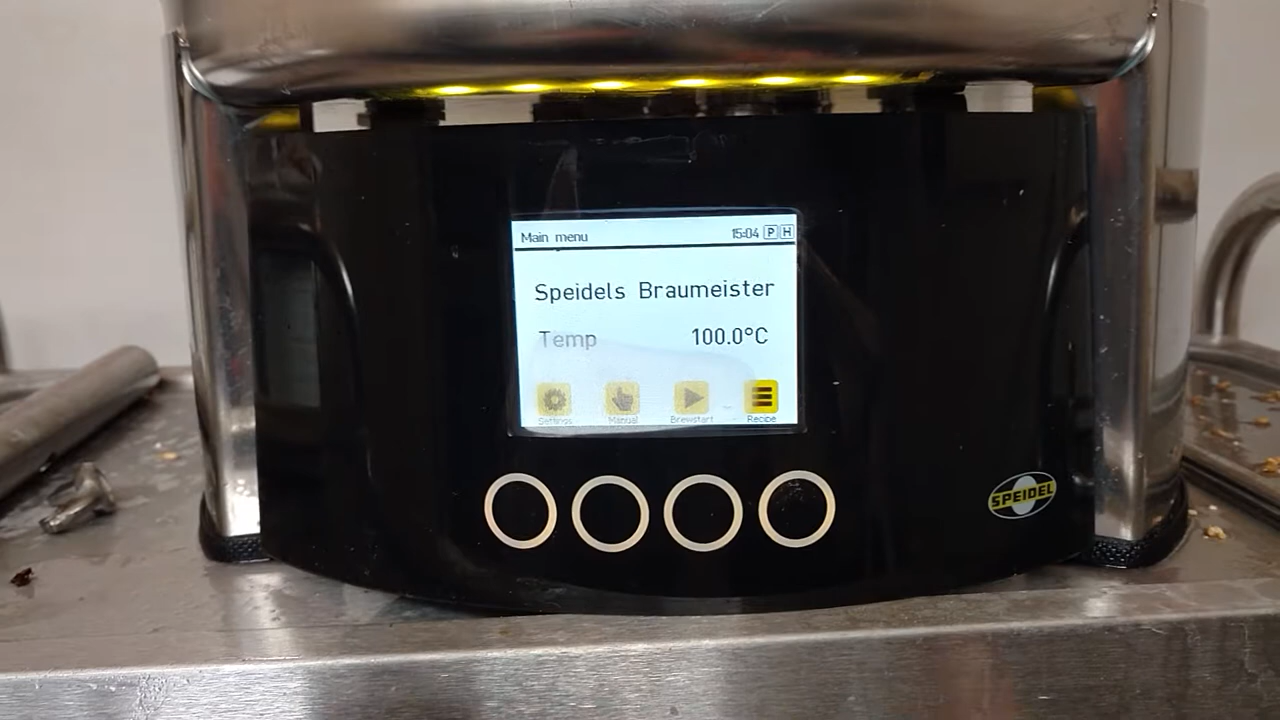 Main menu 15:04 P H
Speidels Braumeister
Temp 100.0°C
Settings Manual Brewstart Recipe
SPEIDEL